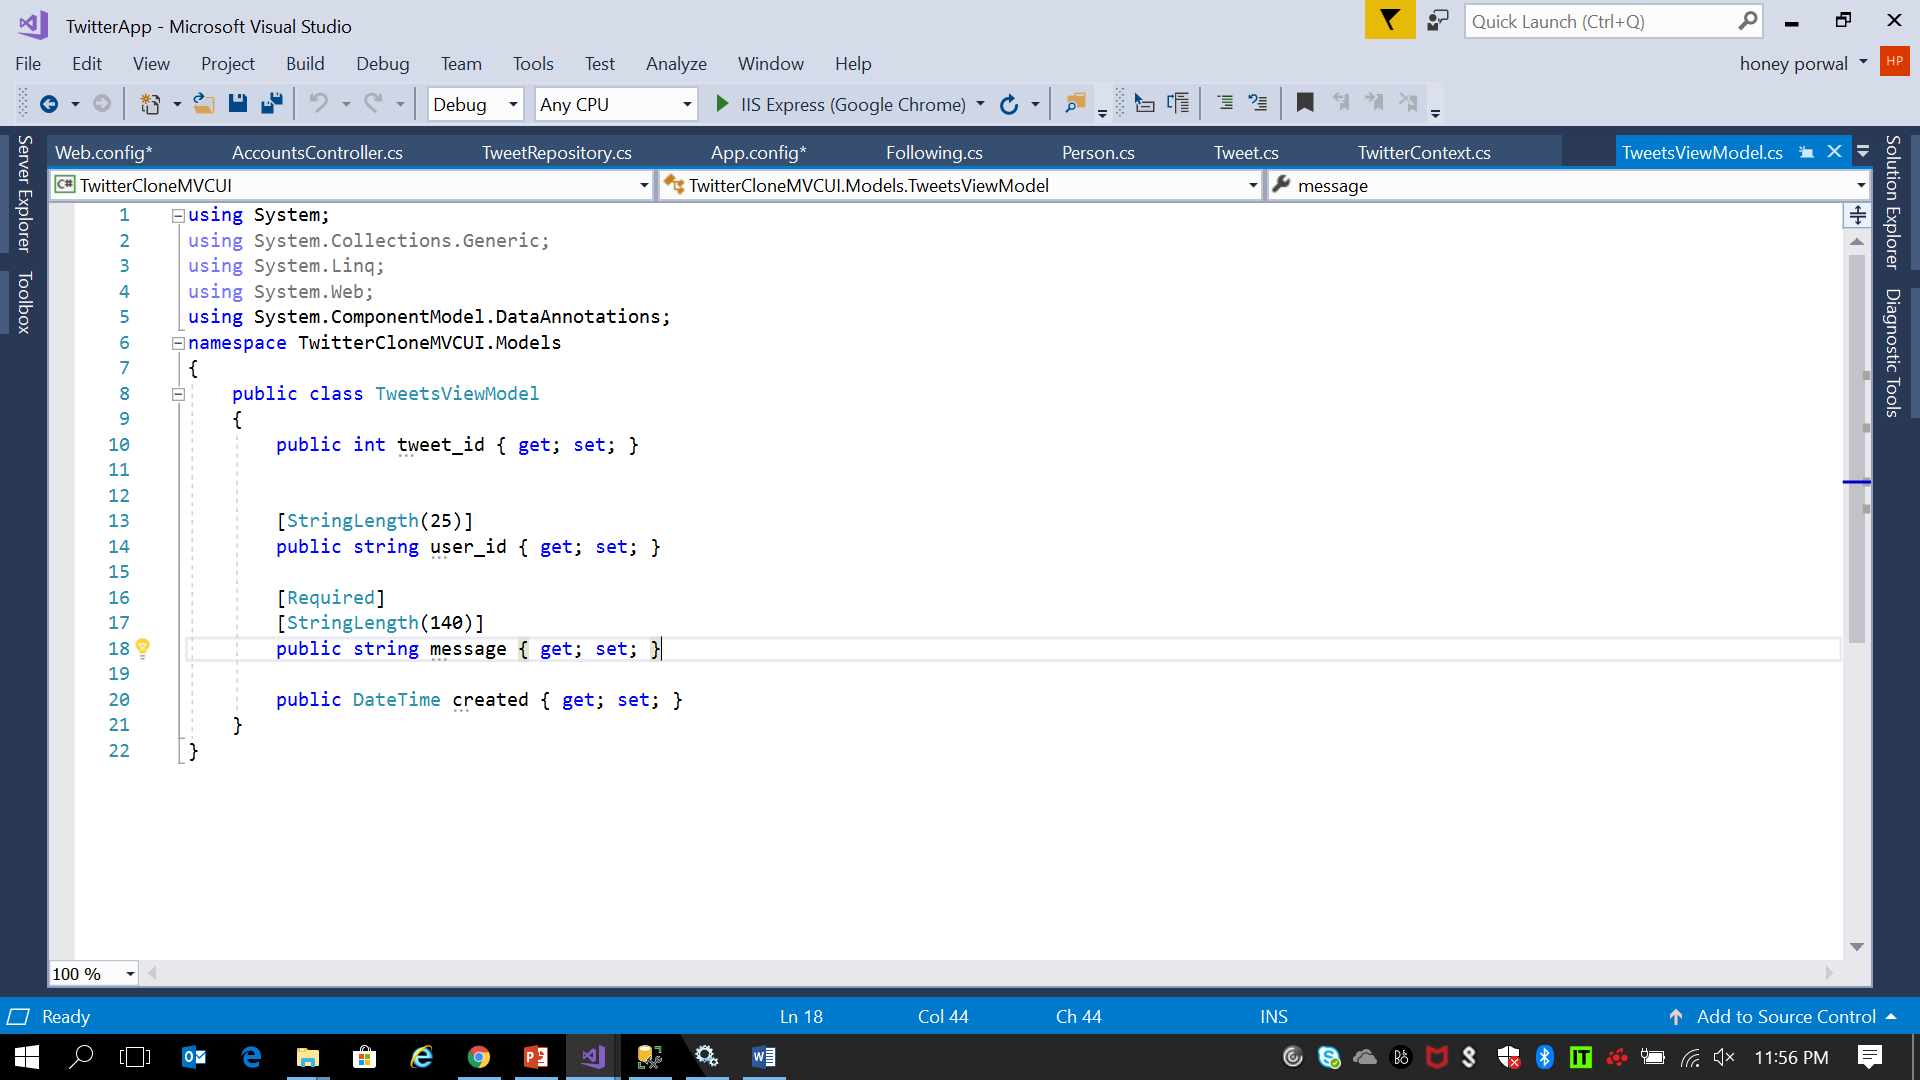 TwitterApp - Microsoft Visual Studio
Quick Launch (Ctrl+Q)
File Edit View Project Build Debug Team Tools Test Analyze Window Help
honey porwal HP
Debug Any CPU IIS Express (Google Chrome)
Web.config* AccountsController.cs TweetRepository.cs App.config* Following.cs Person.cs Tweet.cs TwitterContext.cs TweetsViewModel.cs
C# TwitterCloneMVCUI TwitterCloneMVCUI.Models.TweetsViewModel message
Server Explorer
Toolbox
Solution Explorer
Diagnostic Tools
1 using System;
2 using System.Collections.Generic;
3 using System.Linq;
4 using System.Web;
5 using System.ComponentModel.DataAnnotations;
6 namespace TwitterCloneMVCUI.Models
7 {
8 public class TweetsViewModel
9 {
10 public int tweet_id { get; set; }
11
12
13 [StringLength(25)]
14 public string user_id { get; set; }
15
16 [Required]
17 [StringLength(140)]
18 public string message { get; set; }
19
20 public DateTime created { get; set; }
21 }
22 }
100 %
Ready Ln 18 Col 44 Ch 44 INS Add to Source Control
11:56 PM